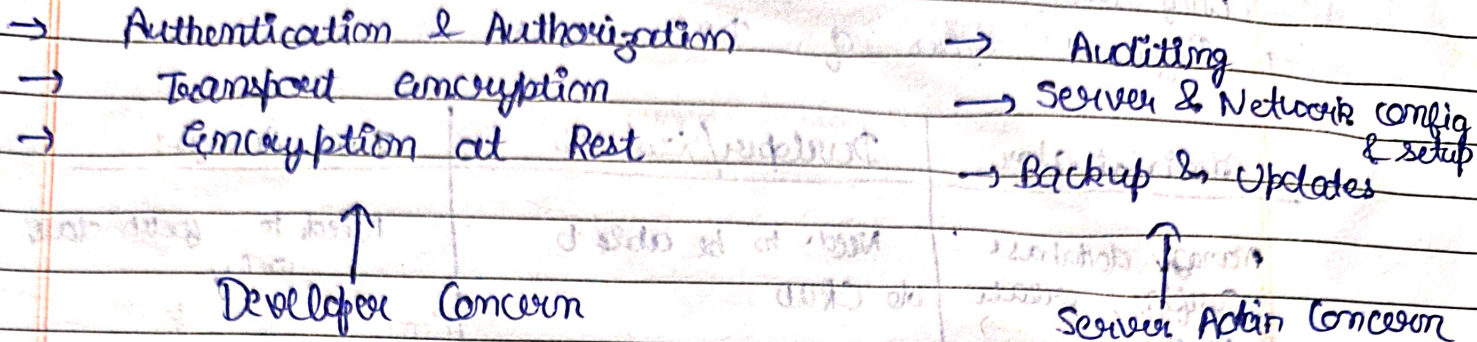 → Authentication & Authorization
→ Transport encryption
→ Encryption at Rest
↑
Developer Concern
→ Auditing
→ Server & Network config
& setup
→ Backup & Updates
↑
Server Admin Concern